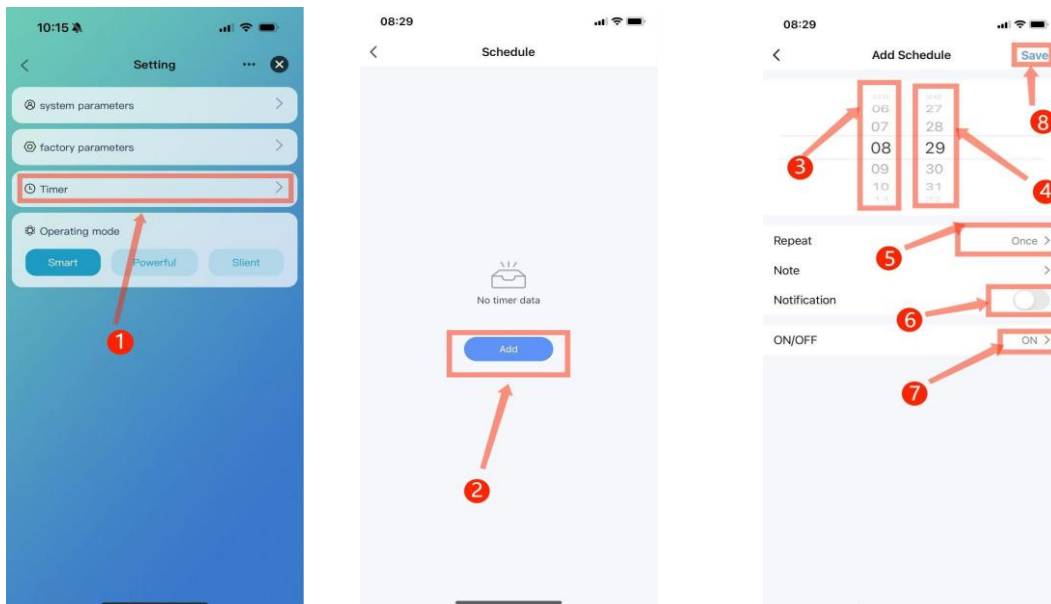 10:15
Setting
system parameters
factory parameters
Timer
1
Operating mode
Smart Powerful Slient
08:29
Schedule
No timer data
Add
2
08:29
Add Schedule Save
8
06 27
07 28
08 29
3
09 30
10 31
4
Repeat Once
5
Note
Notification
6
ON/OFF ON
7